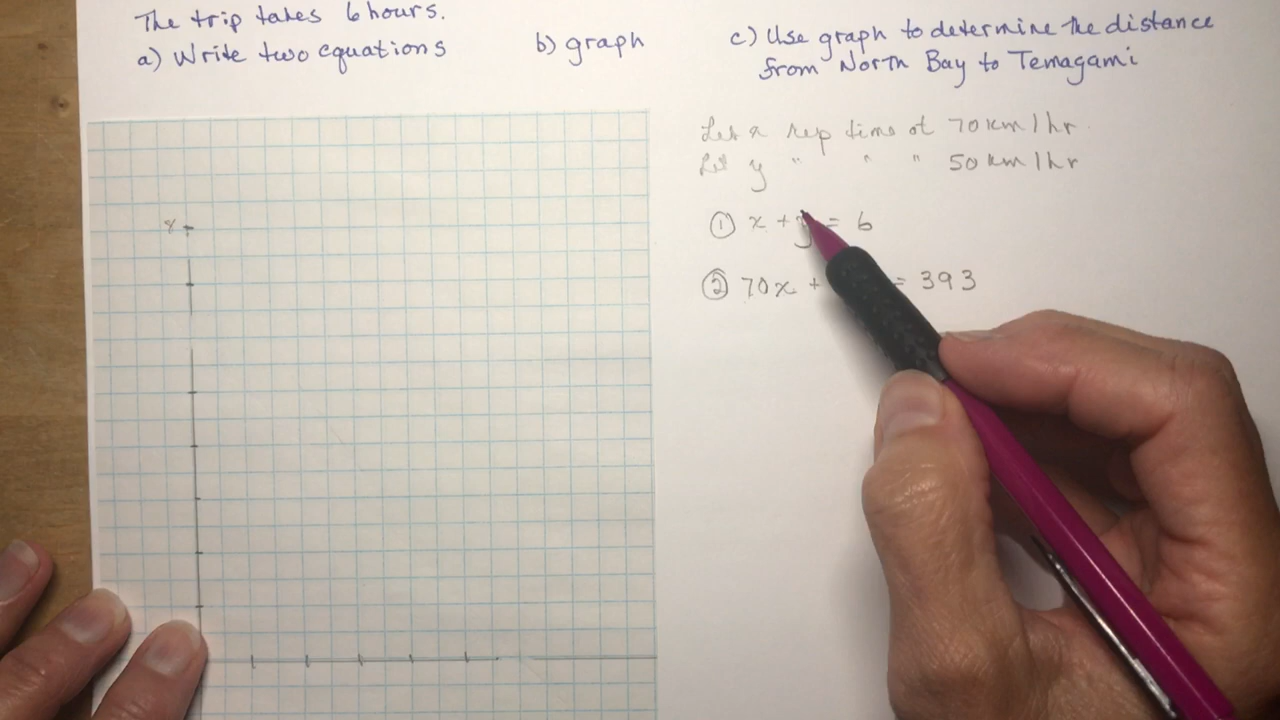 The trip takes 6 hours.
a) Write two equations
b) graph
c) Use graph to determine the distance
from North Bay to Temagami
Let x rep time at 70 km/hr
Let y " " " 50 km/hr
① x + y = 6
② 70x + = 393
8